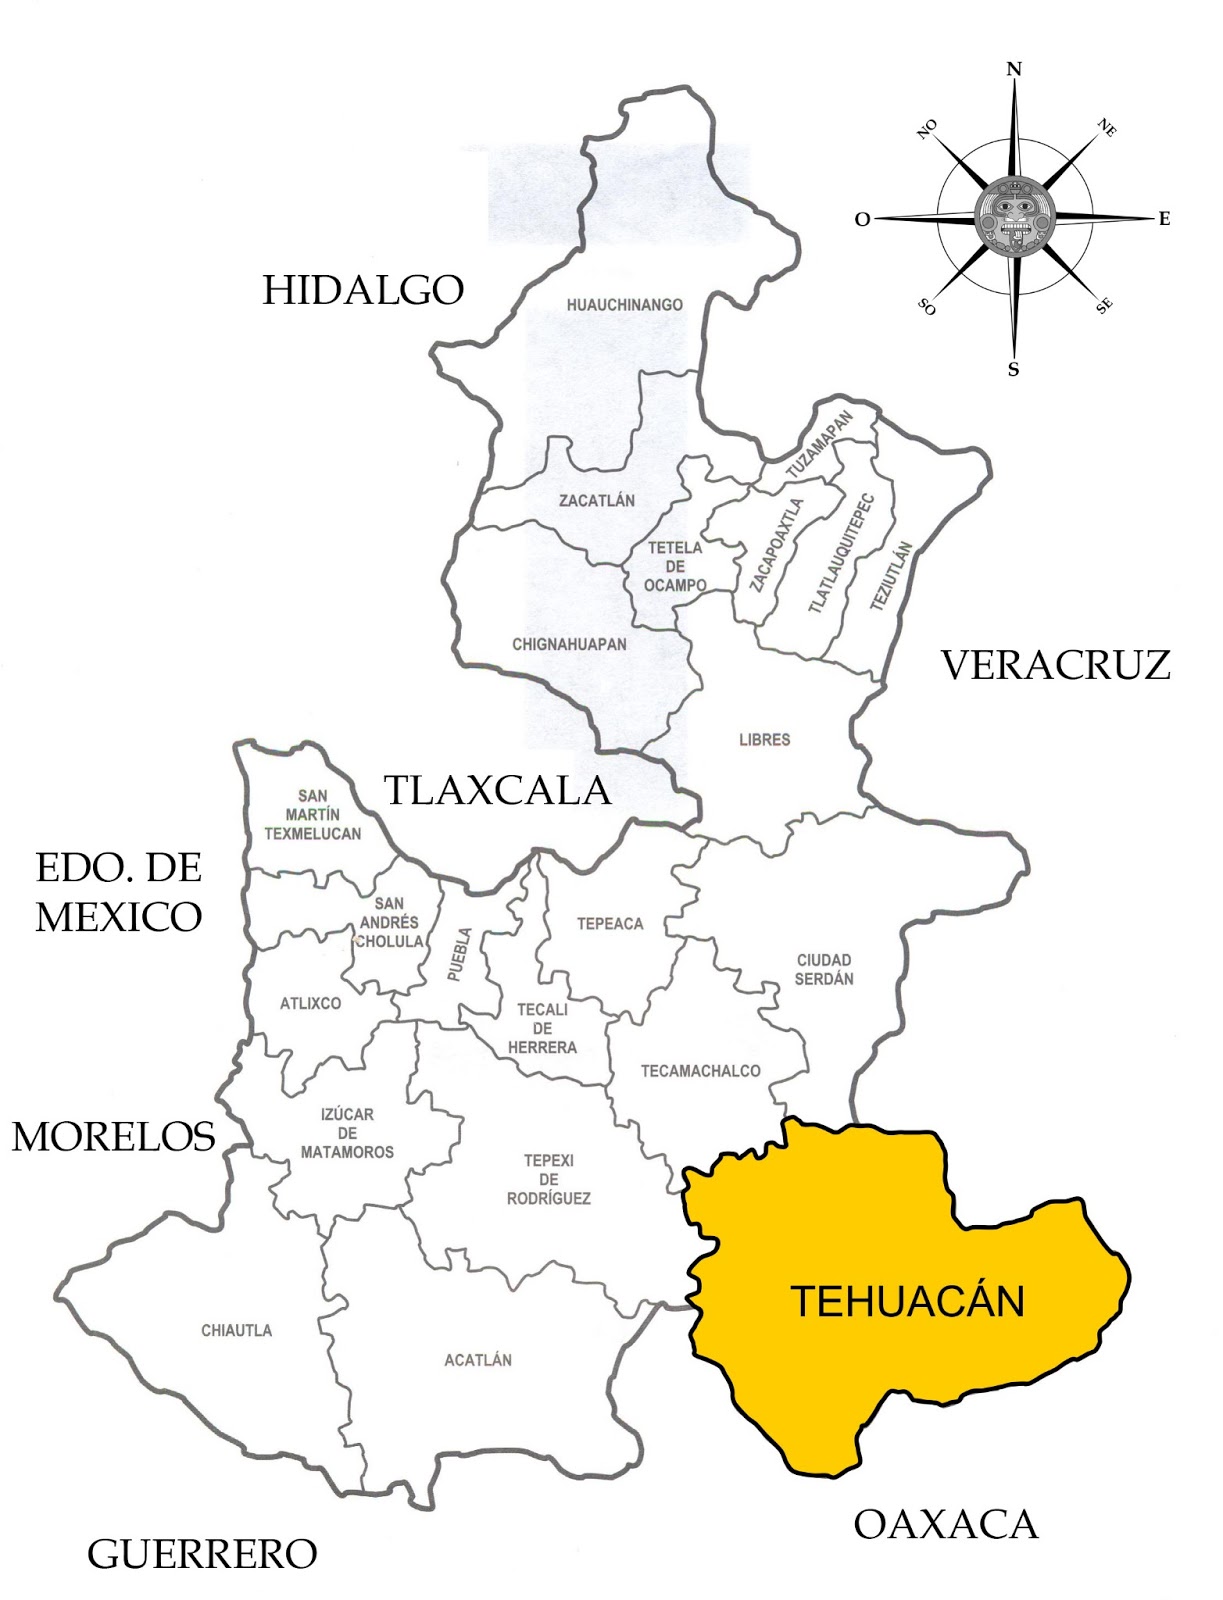 N
NO
NE
O
E
SO
SE
S
HIDALGO
HUAUCHINANGO
TUZAMAPAN
ZACATLÁN
ZACAPOAXTLA
TLATLAUQUITEPEC
TEZIUTLÁN
TETELA
DE
OCAMPO
CHIGNAHUAPAN
VERACRUZ
LIBRES
TLAXCALA
SAN
MARTÍN
TEXMELUCAN
EDO. DE
MEXICO
SAN
ANDRÉS
CHOLULA
PUEBLA
TEPEACA
CIUDAD
SERDÁN
ATLIXCO
TECALI
DE
HERRERA
TECAMACHALCO
MORELOS
IZÚCAR
DE
MATAMOROS
TEPEXI
DE
RODRÍGUEZ
TEHUACÁN
CHIAUTLA
ACATLÁN
OAXACA
GUERRERO